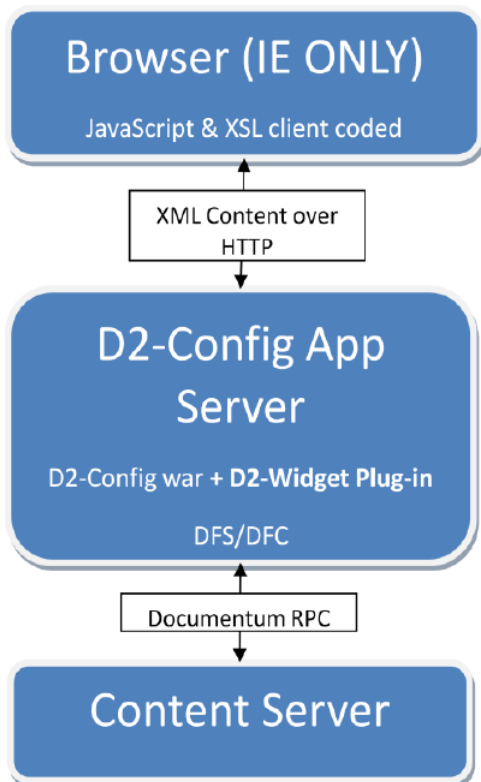 Browser (IE ONLY)
JavaScript & XSL client coded
XML Content over
HTTP
D2-Config App
Server
D2-Config war + D2-Widget Plug-in
DFS/DFC
Documentum RPC
Content Server